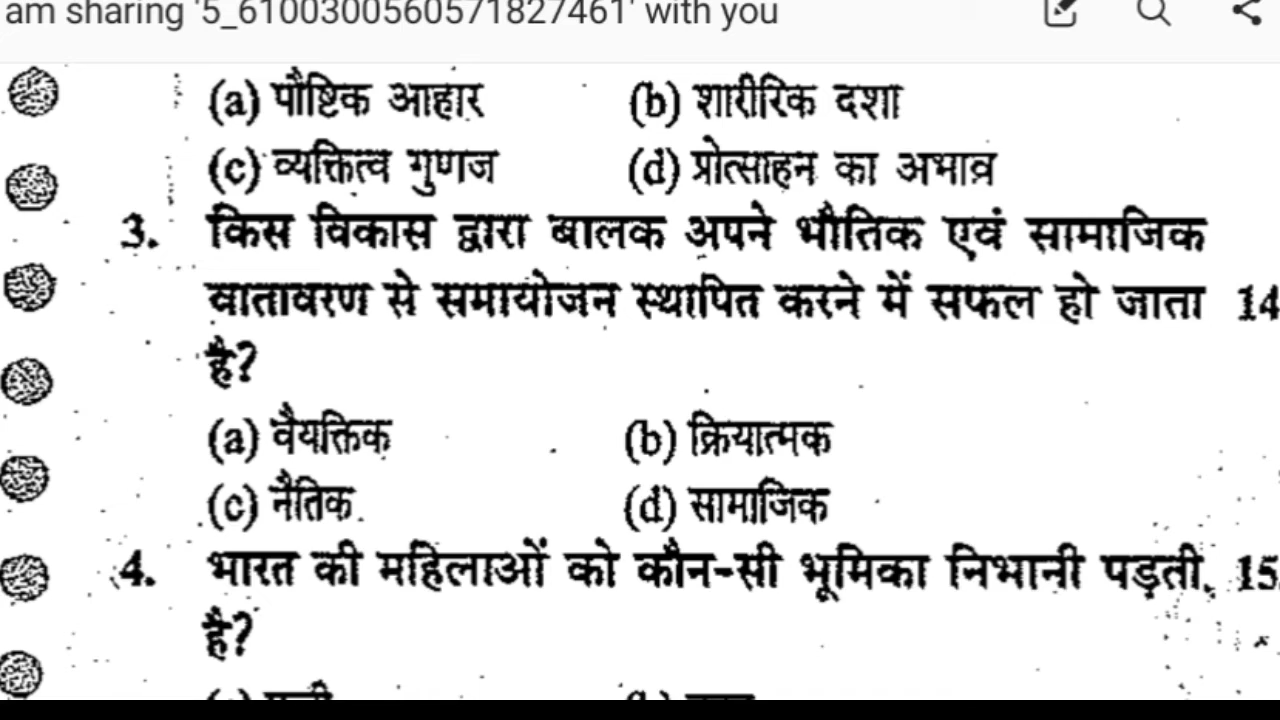 am sharing '5_6100300560571827461' with you
(a) पौष्टिक आहार (b) शारीरिक दशा
(c) व्यक्तित्व गुणज (d) प्रोत्साहन का अभाव
3. किस विकास द्वारा बालक अपने भौतिक एवं सामाजिक
वातावरण से समायोजन स्थापित करने में सफल हो जाता 14
है?
(a) वैयक्तिक (b) क्रियात्मक
(c) नैतिक (d) सामाजिक
4. भारत की महिलाओं को कौन-सी भूमिका निभानी पड़ती 15.
है?